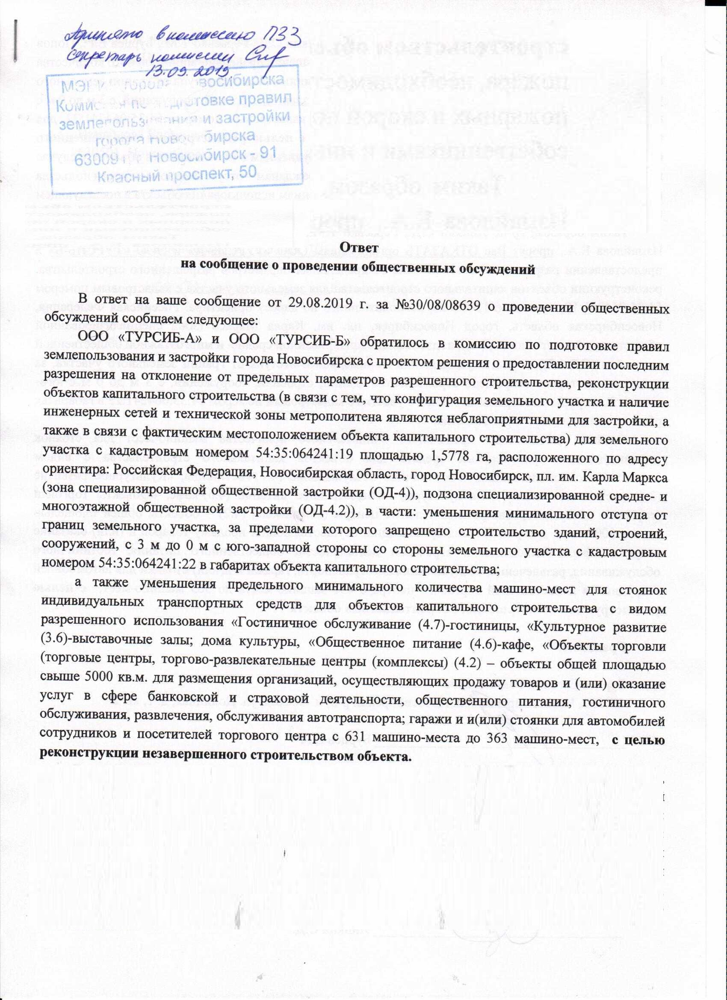 Принято в комиссию ПЗЗ
Секретарь комиссии
13.09.2019.
города Новосибирска
Комиссия по подготовке правил
землепользования и застройки
города Новосибирска
630091 г. Новосибирск - 91
Красный проспект, 50
Ответ
на сообщение о проведении общественных обсуждений
В ответ на ваше сообщение от 29.08.2019 г. за №30/08/08639 о проведении общественных
обсуждений сообщаем следующее:
ООО «ТУРСИБ-А» и ООО «ТУРСИБ-Б» обратилось в комиссию по подготовке правил
землепользования и застройки города Новосибирска с проектом решения о предоставлении последним
разрешения на отклонение от предельных параметров разрешенного строительства, реконструкции
объектов капитального строительства (в связи с тем, что конфигурация земельного участка и наличие
инженерных сетей и технической зоны метрополитена являются неблагоприятными для застройки, а
также в связи с фактическим местоположением объекта капитального строительства) для земельного
участка с кадастровым номером 54:35:064241:19 площадью 1,5778 га, расположенного по адресу
ориентира: Российская Федерация, Новосибирская область, город Новосибирск, пл. им. Карла Маркса
(зона специализированной общественной застройки (ОД-4)), подзона специализированной средне- и
многоэтажной общественной застройки (ОД-4.2)), в части: уменьшения минимального отступа от
границ земельного участка, за пределами которого запрещено строительство зданий, строений,
сооружений, с 3 м до 0 м с юго-западной стороны со стороны земельного участка с кадастровым
номером 54:35:064241:22 в габаритах объекта капитального строительства;
а также уменьшения предельного минимального количества машино-мест для стоянок
индивидуальных транспортных средств для объектов капитального строительства с видом
разрешенного использования «Гостиничное обслуживание (4.7)-гостиницы, «Культурное развитие
(3.6)-выставочные залы; дома культуры, «Общественное питание (4.6)-кафе, «Объекты торговли
(торговые центры, торгово-развлекательные центры (комплексы) (4.2) – объекты общей площадью
свыше 5000 кв.м. для размещения организаций, осуществляющих продажу товаров и (или) оказание
услуг в сфере банковской и страховой деятельности, общественного питания, гостиничного
обслуживания, развлечения, обслуживания автотранспорта; гаражи и и(или) стоянки для автомобилей
сотрудников и посетителей торгового центра с 631 машино-места до 363 машино-мест, с целью
реконструкции незавершенного строительством объекта.